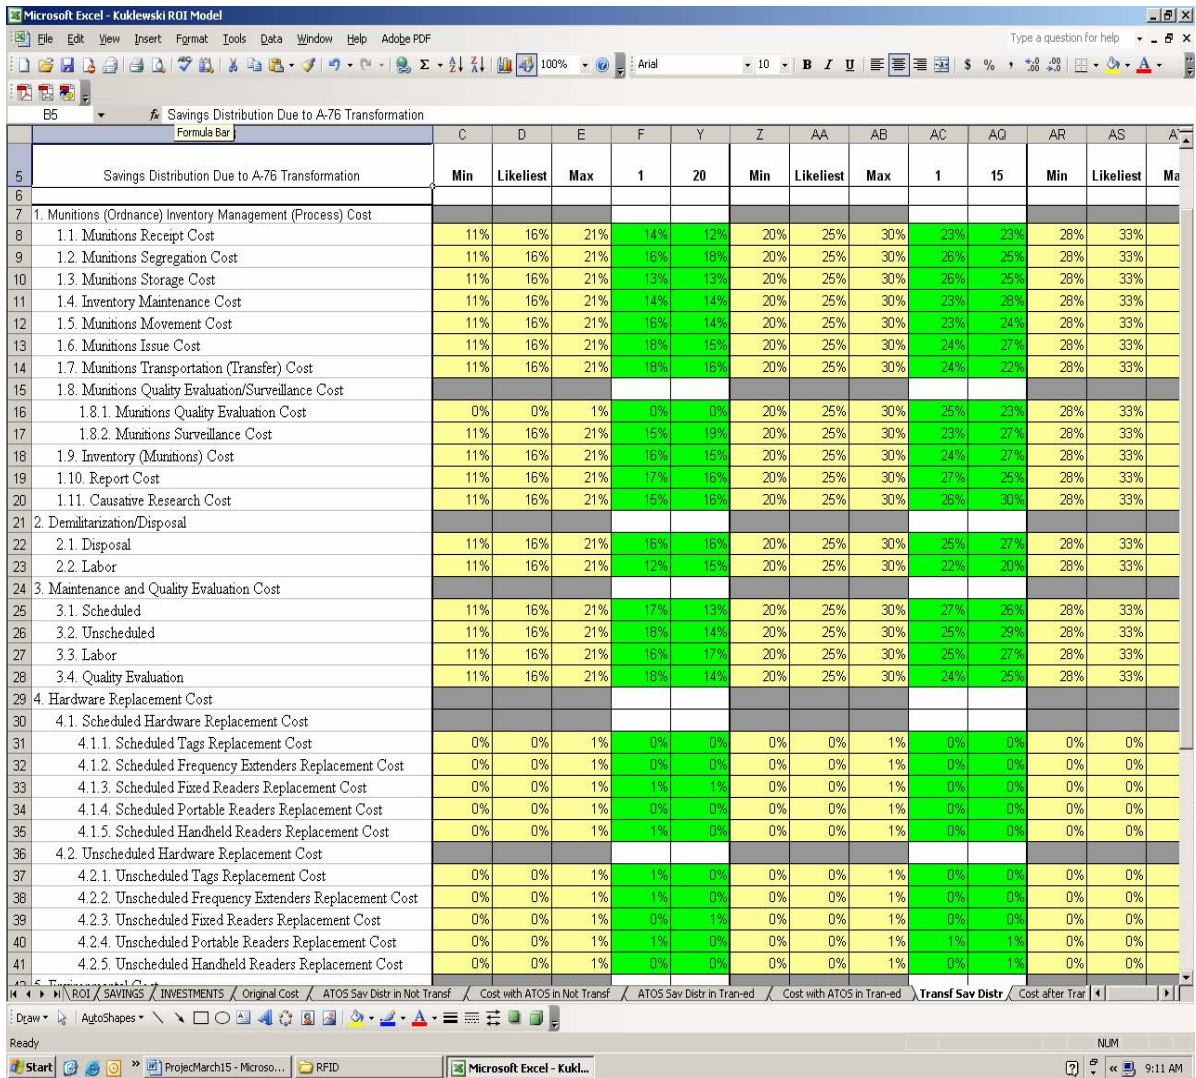 Microsoft Excel - Kuklewski ROI Model
File Edit View Insert Format Tools Data Window Help Adobe PDF Type a question for help
100% Arial 10 B I U $ % ,
B5 fx Savings Distribution Due to A-76 Transformation
Formula Bar C D E F Y Z AA AB AC AQ AR AS
5 Savings Distribution Due to A-76 Transformation Min Likeliest Max 1 20 Min Likeliest Max 1 15 Min Likeliest Ma
6
7 1. Munitions (Ordnance) Inventory Management (Process) Cost
8 1.1. Munitions Receipt Cost 11% 16% 21% 14% 12% 20% 25% 30% 23% 23% 28% 33%
9 1.2. Munitions Segregation Cost 11% 16% 21% 16% 18% 20% 25% 30% 26% 25% 28% 33%
10 1.3. Munitions Storage Cost 11% 16% 21% 13% 13% 20% 25% 30% 26% 25% 28% 33%
11 1.4. Inventory Maintenance Cost 11% 16% 21% 14% 14% 20% 25% 30% 23% 28% 28% 33%
12 1.5. Munitions Movement Cost 11% 16% 21% 16% 14% 20% 25% 30% 23% 24% 28% 33%
13 1.6. Munitions Issue Cost 11% 16% 21% 18% 15% 20% 25% 30% 24% 27% 28% 33%
14 1.7. Munitions Transportation (Transfer) Cost 11% 16% 21% 18% 16% 20% 25% 30% 24% 22% 28% 33%
15 1.8. Munitions Quality Evaluation/Surveillance Cost
16 1.8.1. Munitions Quality Evaluation Cost 0% 0% 1% 0% 0% 20% 25% 30% 25% 23% 28% 33%
17 1.8.2. Munitions Surveillance Cost 11% 16% 21% 15% 19% 20% 25% 30% 23% 27% 28% 33%
18 1.9. Inventory (Munitions) Cost 11% 16% 21% 16% 15% 20% 25% 30% 24% 27% 28% 33%
19 1.10. Report Cost 11% 16% 21% 17% 16% 20% 25% 30% 27% 25% 28% 33%
20 1.11. Causative Research Cost 11% 16% 21% 15% 16% 20% 25% 30% 26% 30% 28% 33%
21 2. Demilitarization/Disposal
22 2.1. Disposal 11% 16% 21% 16% 16% 20% 25% 30% 25% 27% 28% 33%
23 2.2. Labor 11% 16% 21% 12% 15% 20% 25% 30% 22% 20% 28% 33%
24 3. Maintenance and Quality Evaluation Cost
25 3.1. Scheduled 11% 16% 21% 17% 13% 20% 25% 30% 27% 26% 28% 33%
26 3.2. Unscheduled 11% 16% 21% 18% 14% 20% 25% 30% 25% 29% 28% 33%
27 3.3. Labor 11% 16% 21% 16% 17% 20% 25% 30% 25% 27% 28% 33%
28 3.4. Quality Evaluation 11% 16% 21% 18% 14% 20% 25% 30% 24% 25% 28% 33%
29 4. Hardware Replacement Cost
30 4.1. Scheduled Hardware Replacement Cost
31 4.1.1. Scheduled Tags Replacement Cost 0% 0% 1% 0% 0% 0% 0% 1% 0% 0% 0% 0%
32 4.1.2. Scheduled Frequency Extenders Replacement Cost 0% 0% 1% 0% 0% 0% 0% 1% 0% 0% 0% 0%
33 4.1.3. Scheduled Fixed Readers Replacement Cost 0% 0% 1% 1% 1% 0% 0% 1% 0% 0% 0% 0%
34 4.1.4. Scheduled Portable Readers Replacement Cost 0% 0% 1% 0% 0% 0% 0% 1% 0% 0% 0% 0%
35 4.1.5. Scheduled Handheld Readers Replacement Cost 0% 0% 1% 1% 0% 0% 0% 1% 0% 0% 0% 0%
36 4.2. Unscheduled Hardware Replacement Cost
37 4.2.1. Unscheduled Tags Replacement Cost 0% 0% 1% 1% 0% 0% 0% 1% 0% 0% 0% 0%
38 4.2.2. Unscheduled Frequency Extenders Replacement Cost 0% 0% 1% 1% 0% 0% 0% 1% 0% 0% 0% 0%
39 4.2.3. Unscheduled Fixed Readers Replacement Cost 0% 0% 1% 0% 1% 0% 0% 1% 0% 0% 0% 0%
40 4.2.4. Unscheduled Portable Readers Replacement Cost 0% 0% 1% 1% 0% 0% 0% 1% 1% 1% 0% 0%
41 4.2.5. Unscheduled Handheld Readers Replacement Cost 0% 0% 1% 0% 0% 0% 0% 1% 0% 1% 0% 0%
ROI / SAVINGS / INVESTMENTS / Original Cost / ATOS Sav Distr in Not Transf / Cost with ATOS in Not Transf / ATOS Sav Distr in Tran-ed / Cost with ATOS in Tran-ed \ Transf Sav Distr / Cost after Trar
Draw AutoShapes
Ready NUM
Start ProjecMarch15 - Microso... RFID Microsoft Excel - Kukl... 9:11 AM